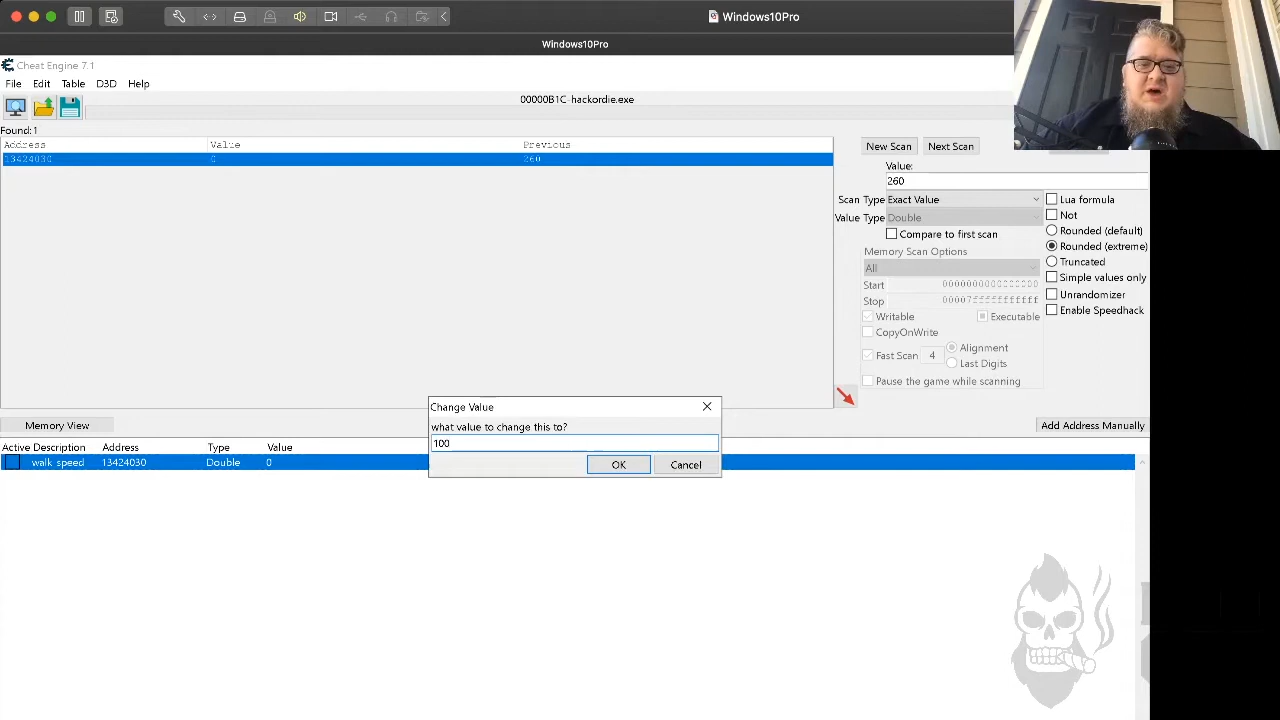 Windows10Pro
Windows10Pro
Cheat Engine 7.1
File Edit Table D3D Help
00000B1C-hackordie.exe
Found: 1
Address Value Previous
13424030 0 260
New Scan Next Scan
Value:
260
Scan Type Exact Value
Value Type Double
Compare to first scan
Memory Scan Options
All
Start 0000000000000000
Stop 00007fffffffffff
Writable Executable
CopyOnWrite
Fast Scan 4 Alignment
Last Digits
Pause the game while scanning
Lua formula
Not
Rounded (default)
Rounded (extreme)
Truncated
Simple values only
Unrandomizer
Enable Speedhack
Memory View
Add Address Manually
Active Description Address Type Value
walk speed 13424030 Double 0
Change Value
what value to change this to?
100
OK Cancel